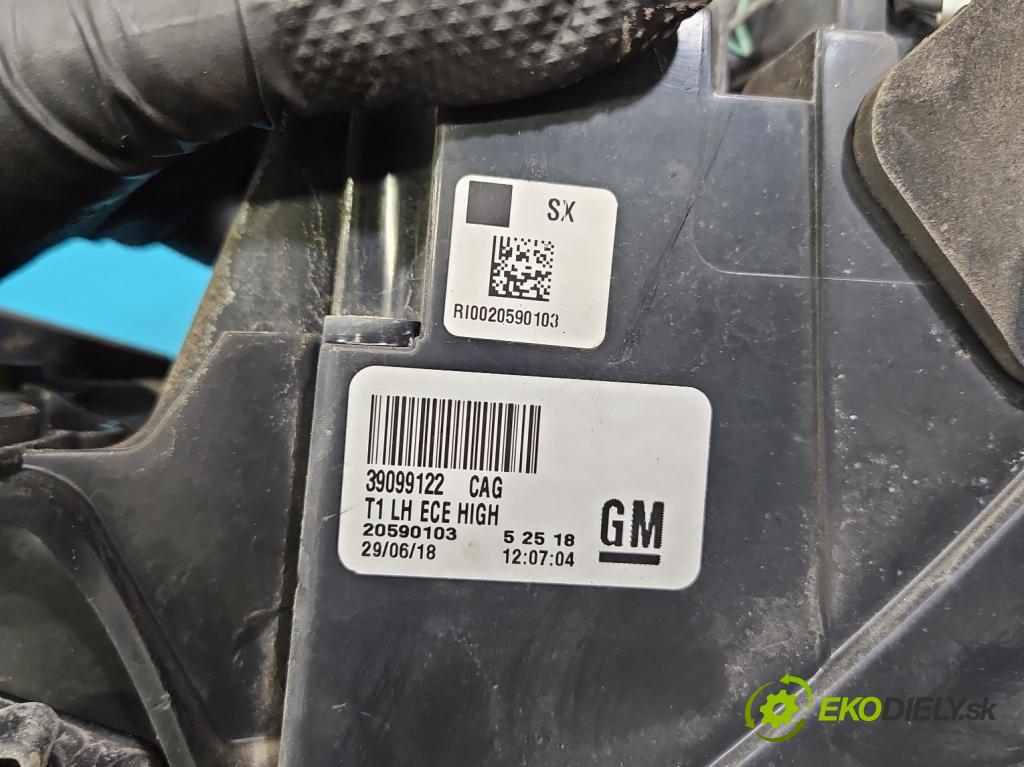 SX
RI0020590103
39099122 CAG
T1 LH ECE HIGH
20590103 5 25 18
29/06/18 12:07:04
GM
EKODIELY.sk